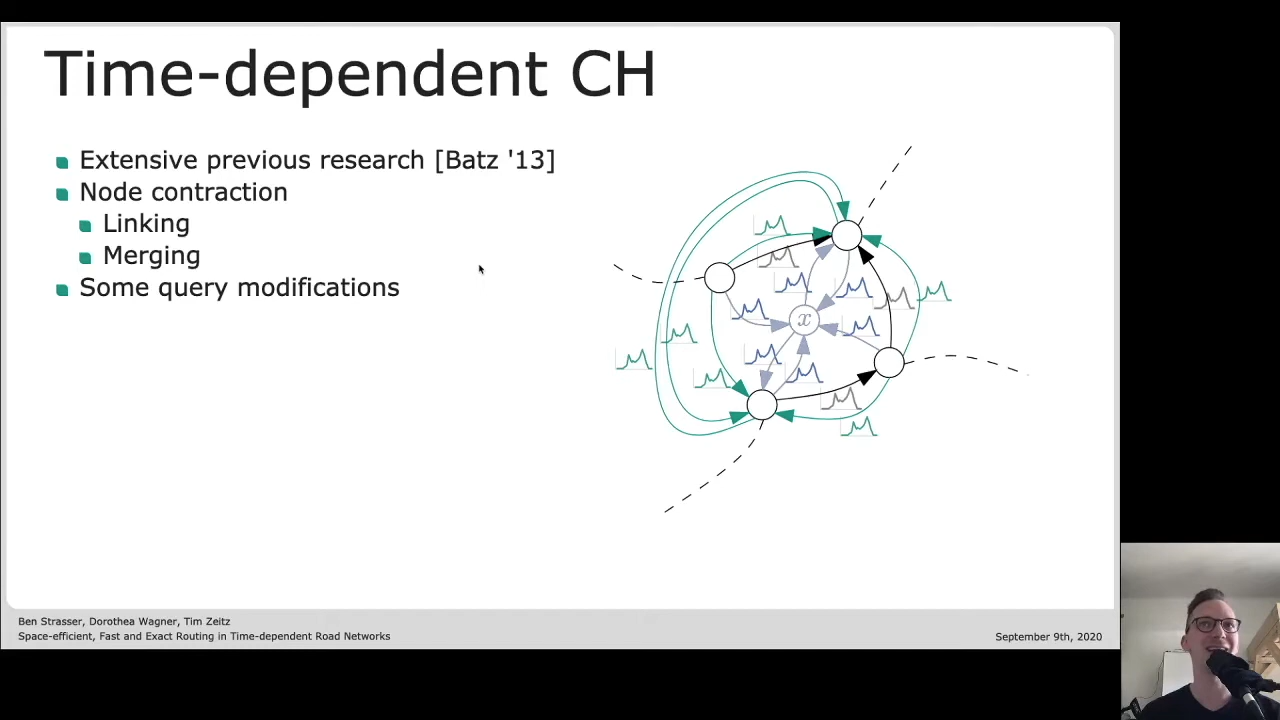 Time-dependent CH
Extensive previous research [Batz '13]
Node contraction
Linking
Merging
Some query modifications
x
Ben Strasser, Dorothea Wagner, Tim Zeitz
Space-efficient, Fast and Exact Routing in Time-dependent Road Networks
September 9th, 2020